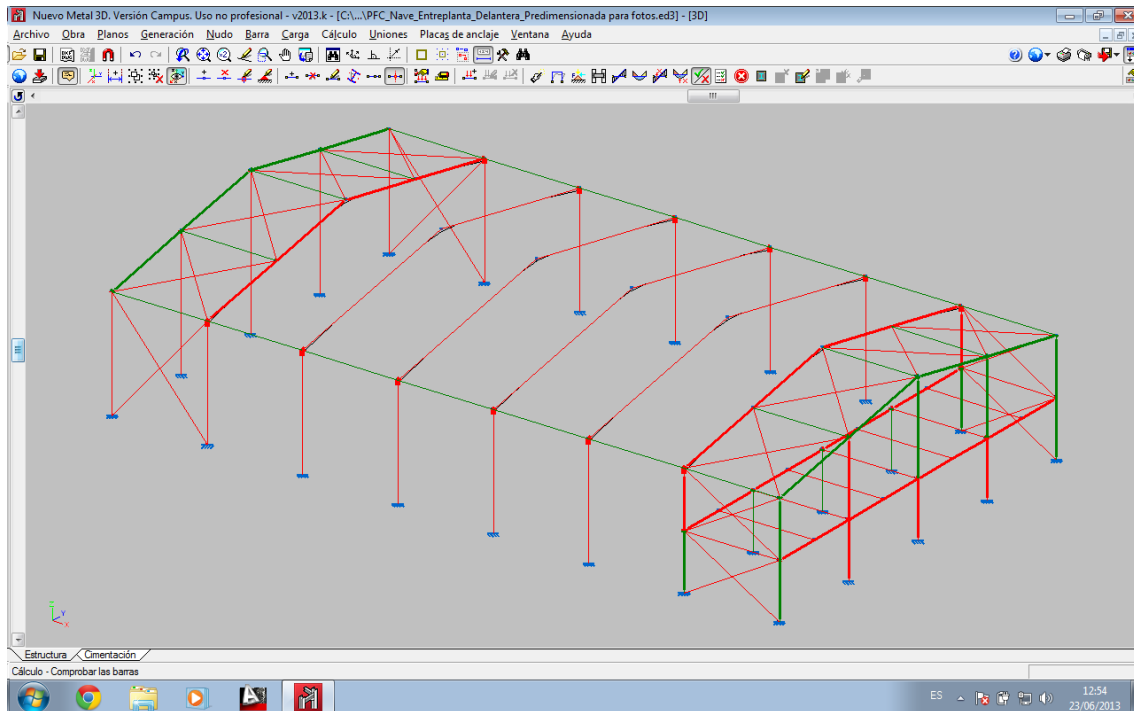 Nuevo Metal 3D. Versión Campus. Uso no profesional - v2013.k - [C:\...\PFC_Nave_Entreplanta_Delantera_Predimensionada para fotos.ed3] - [3D]
Archivo Obra Planos Generación Nudo Barra Carga Cálculo Uniones Placas de anclaje Ventana Ayuda
Z
Y
X
Estructura Cimentación
Cálculo - Comprobar las barras
ES 12:54
23/06/2013